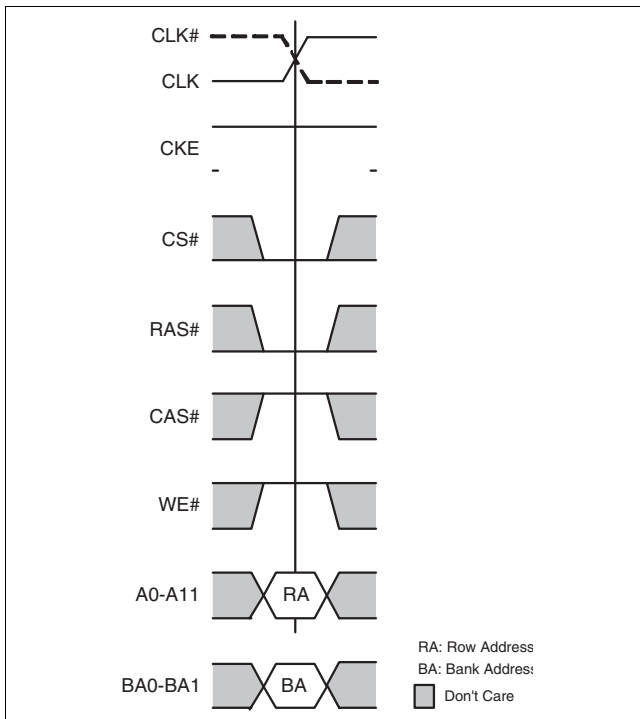 CLK#
CLK
CKE
CS#
RAS#
CAS#
WE#
A0-A11
RA
BA0-BA1
BA
RA: Row Address
BA: Bank Address
Don't Care